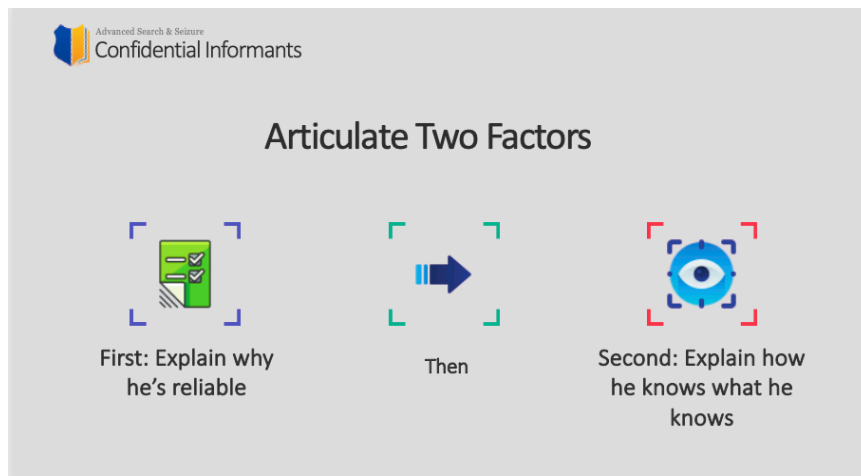 Advanced Search & Seizure
Confidential Informants
Articulate Two Factors
First: Explain why
he’s reliable
Then
Second: Explain how
he knows what he
knows